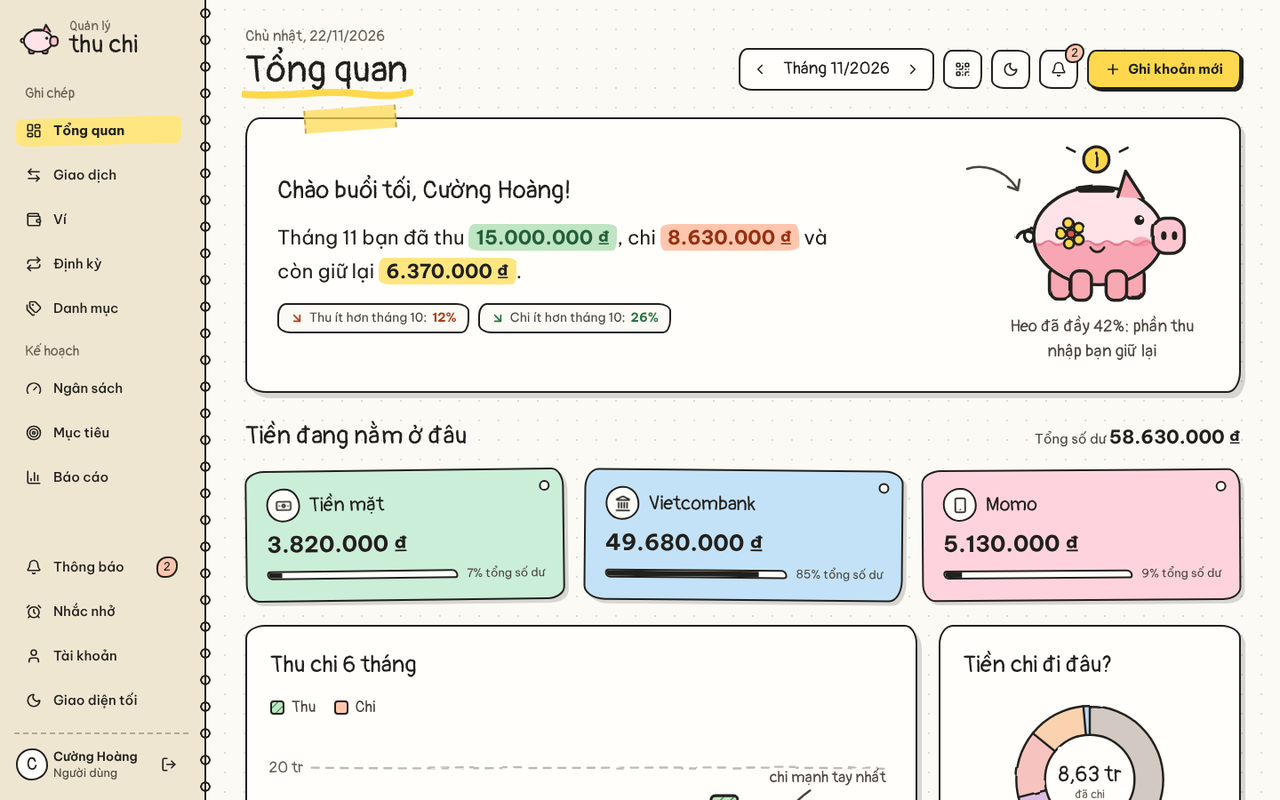 Quản lý
thu chi
Ghi chép
Tổng quan
Giao dịch
Ví
Định kỳ
Danh mục
Kế hoạch
Ngân sách
Mục tiêu
Báo cáo
Thông báo 2
Nhắc nhở
Tài khoản
Giao diện tối
C
Cường Hoàng
Người dùng
Chủ nhật, 22/11/2026
Tổng quan
Tháng 11/2026
2
Ghi khoản mới
Chào buổi tối, Cường Hoàng!
Tháng 11 bạn đã thu 15.000.000 ₫, chi 8.630.000 ₫ và
còn giữ lại 6.370.000 ₫.
Thu ít hơn tháng 10: 12%
Chi ít hơn tháng 10: 26%
Heo đã đầy 42%: phần thu
nhập bạn giữ lại
Tiền đang nằm ở đâu
Tổng số dư 58.630.000 ₫
Tiền mặt
3.820.000 ₫
7% tổng số dư
Vietcombank
49.680.000 ₫
85% tổng số dư
Momo
5.130.000 ₫
9% tổng số dư
Thu chi 6 tháng
Thu
Chi
20 tr
chi mạnh tay nhất
Tiền chi đi đâu?
8,63 tr
đã chi